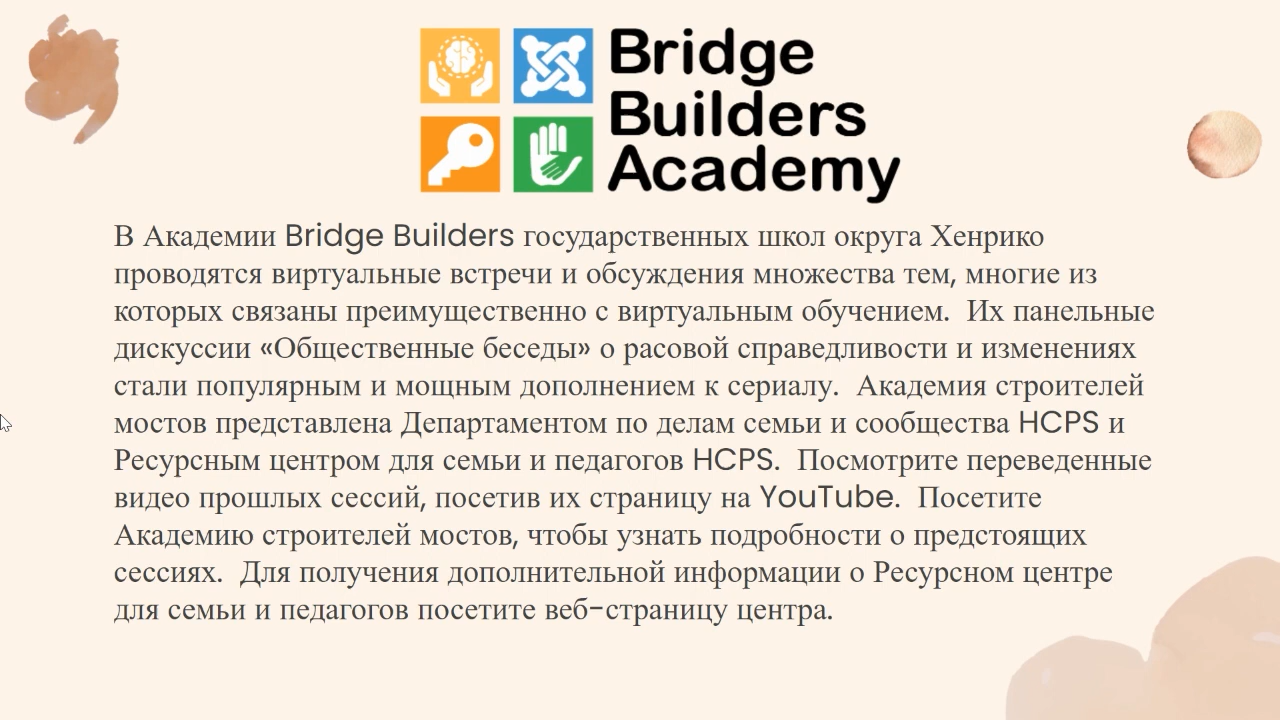 Bridge
Builders
Academy
В Академии Bridge Builders государственных школ округа Хенрико
проводятся виртуальные встречи и обсуждения множества тем, многие из
которых связаны преимущественно с виртуальным обучением.  Их панельные
дискуссии «Общественные беседы» о расовой справедливости и изменениях
стали популярным и мощным дополнением к сериалу.  Академия строителей
мостов представлена Департаментом по делам семьи и сообщества HCPS и
Ресурсным центром для семьи и педагогов HCPS.  Посмотрите переведенные
видео прошлых сессий, посетив их страницу на YouTube.  Посетите
Академию строителей мостов, чтобы узнать подробности о предстоящих
сессиях.  Для получения дополнительной информации о Ресурсном центре
для семьи и педагогов посетите веб-страницу центра.